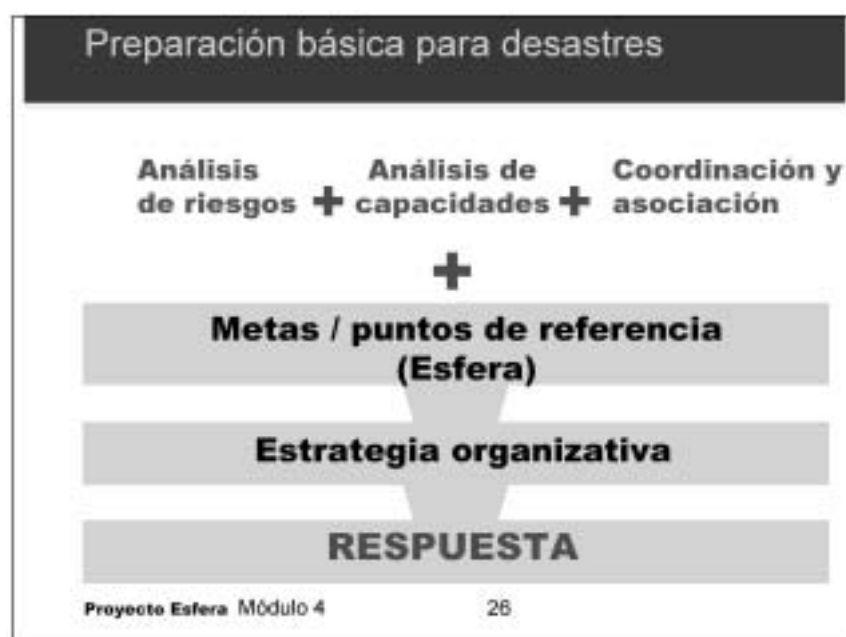 Preparación básica para desastres
Análisis de riesgos + Análisis de capacidades + Coordinación y asociación
+
Metas / puntos de referencia
(Esfera)
Estrategia organizativa
RESPUESTA
Proyecto Esfera Módulo 4 26